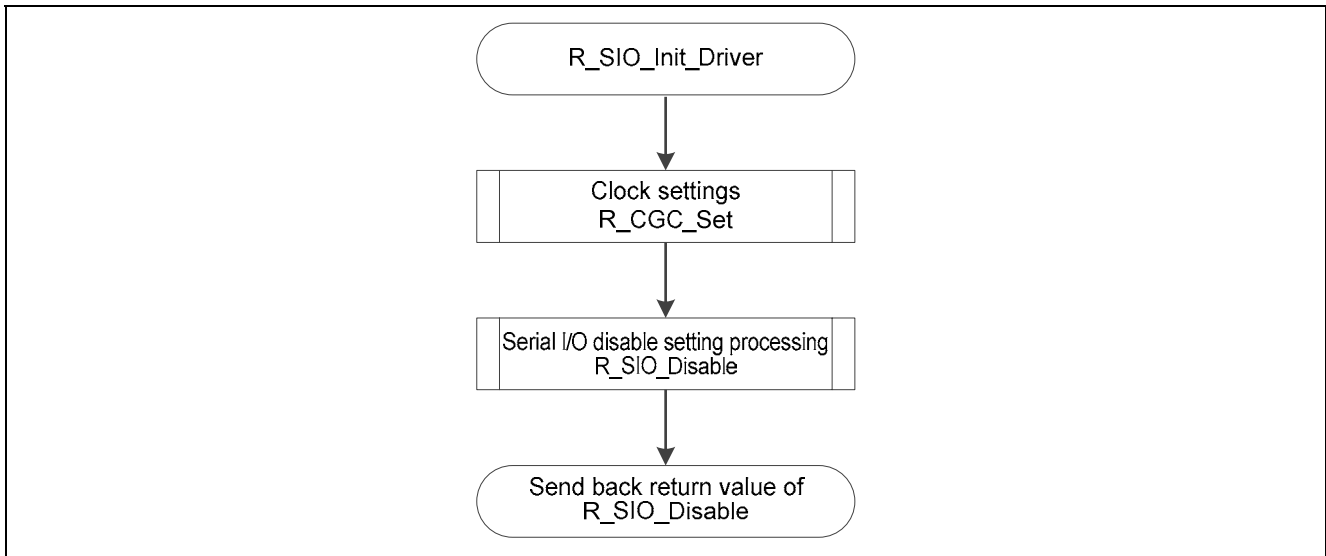 R_SIO_Init_Driver
Clock settings
R_CGC_Set
Serial I/O disable setting processing
R_SIO_Disable
Send back return value of
R_SIO_Disable